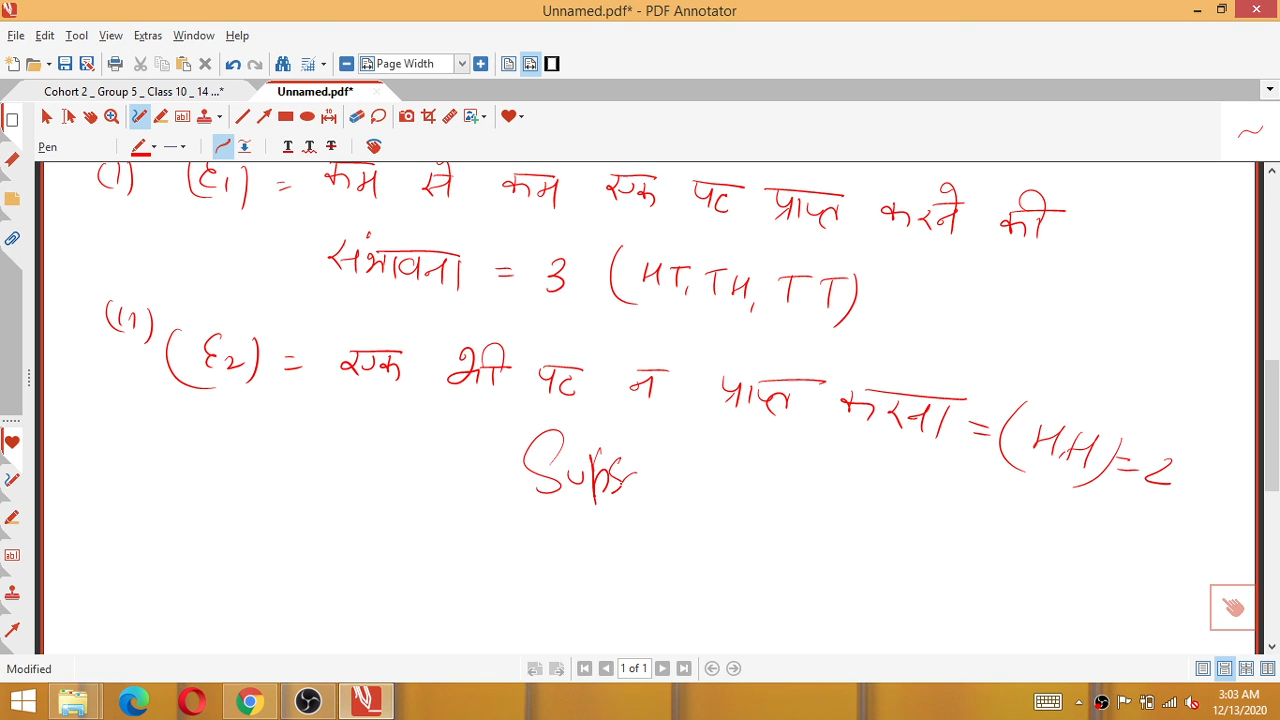 Unnamed.pdf* - PDF Annotator
File Edit Tool View Extras Window Help
Page Width
Cohort 2 _ Group 5 _ Class 10 _ 14 ...* Unnamed.pdf*
Pen
(i) (E1) = कम से कम एक पट प्राप्त करने की
संभावना = 3 (HT, TH, TT)
(ii) (E2) = एक भी पट न प्राप्त करना = (H,H) = 2
1 of 1
Modified
3:03 AM
12/13/2020